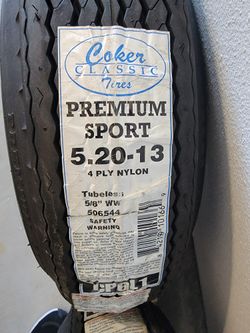 Coker
CLASSIC
Tires
PREMIUM
SPORT
5.20-13
4 PLY NYLON
Tubeless
5/8" WW
506544
SAFETY
WARNING